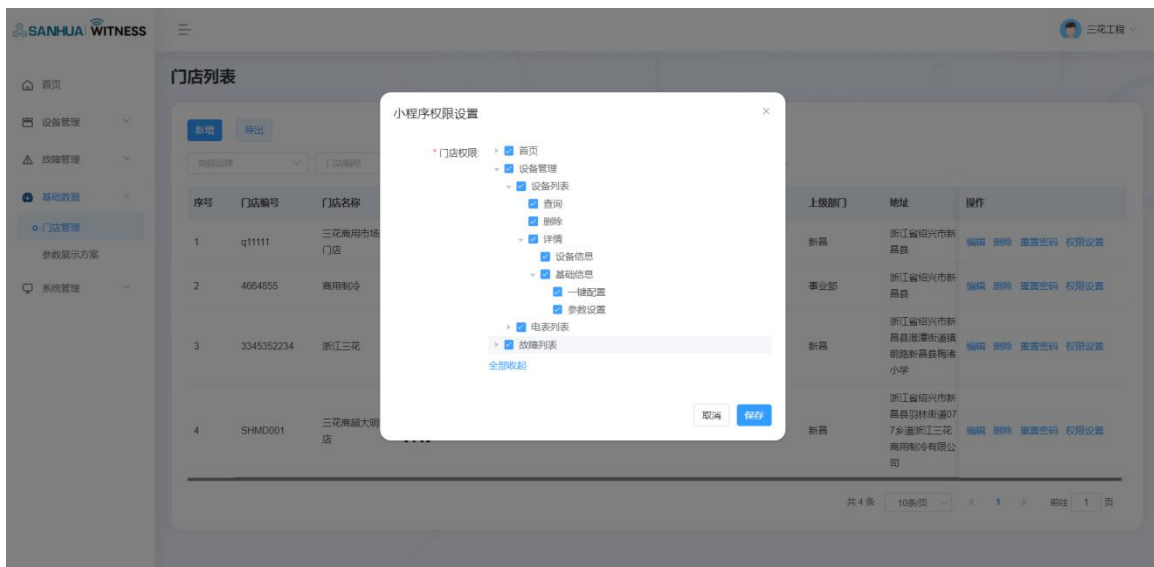 SANHUA WITNESS
三花工程
首页
设备管理
故障管理
基础数据
门店管理
参数展示方案
系统管理
门店列表
新增 导出
商超品牌 门店编号
序号 门店编号 门店名称 上级部门 地址 操作
1 q11111 三花商用市场
门店 新昌 浙江省绍兴市新
昌县 编辑 删除 重置密码 权限设置
2 4664655 商用制冷 事业部 浙江省绍兴市新
昌县 编辑 删除 重置密码 权限设置
3 3345352234 浙江三花 新昌 浙江省绍兴市新
昌县澄潭街道镇
前路新昌县梅渚
小学 编辑 删除 重置密码 权限设置
4 SHMD001 三花商超大明
店 新昌 浙江省绍兴市新
昌县羽林街道07
7乡道浙江三花
商用制冷有限公
司 编辑 删除 重置密码 权限设置
共 4 条 10条/页 1 前往 1 页
小程序权限设置
* 门店权限 首页
设备管理
设备列表
查询
删除
详情
设备信息
基础信息
一键配置
参数设置
电表列表
故障列表
全部收起
取消 保存